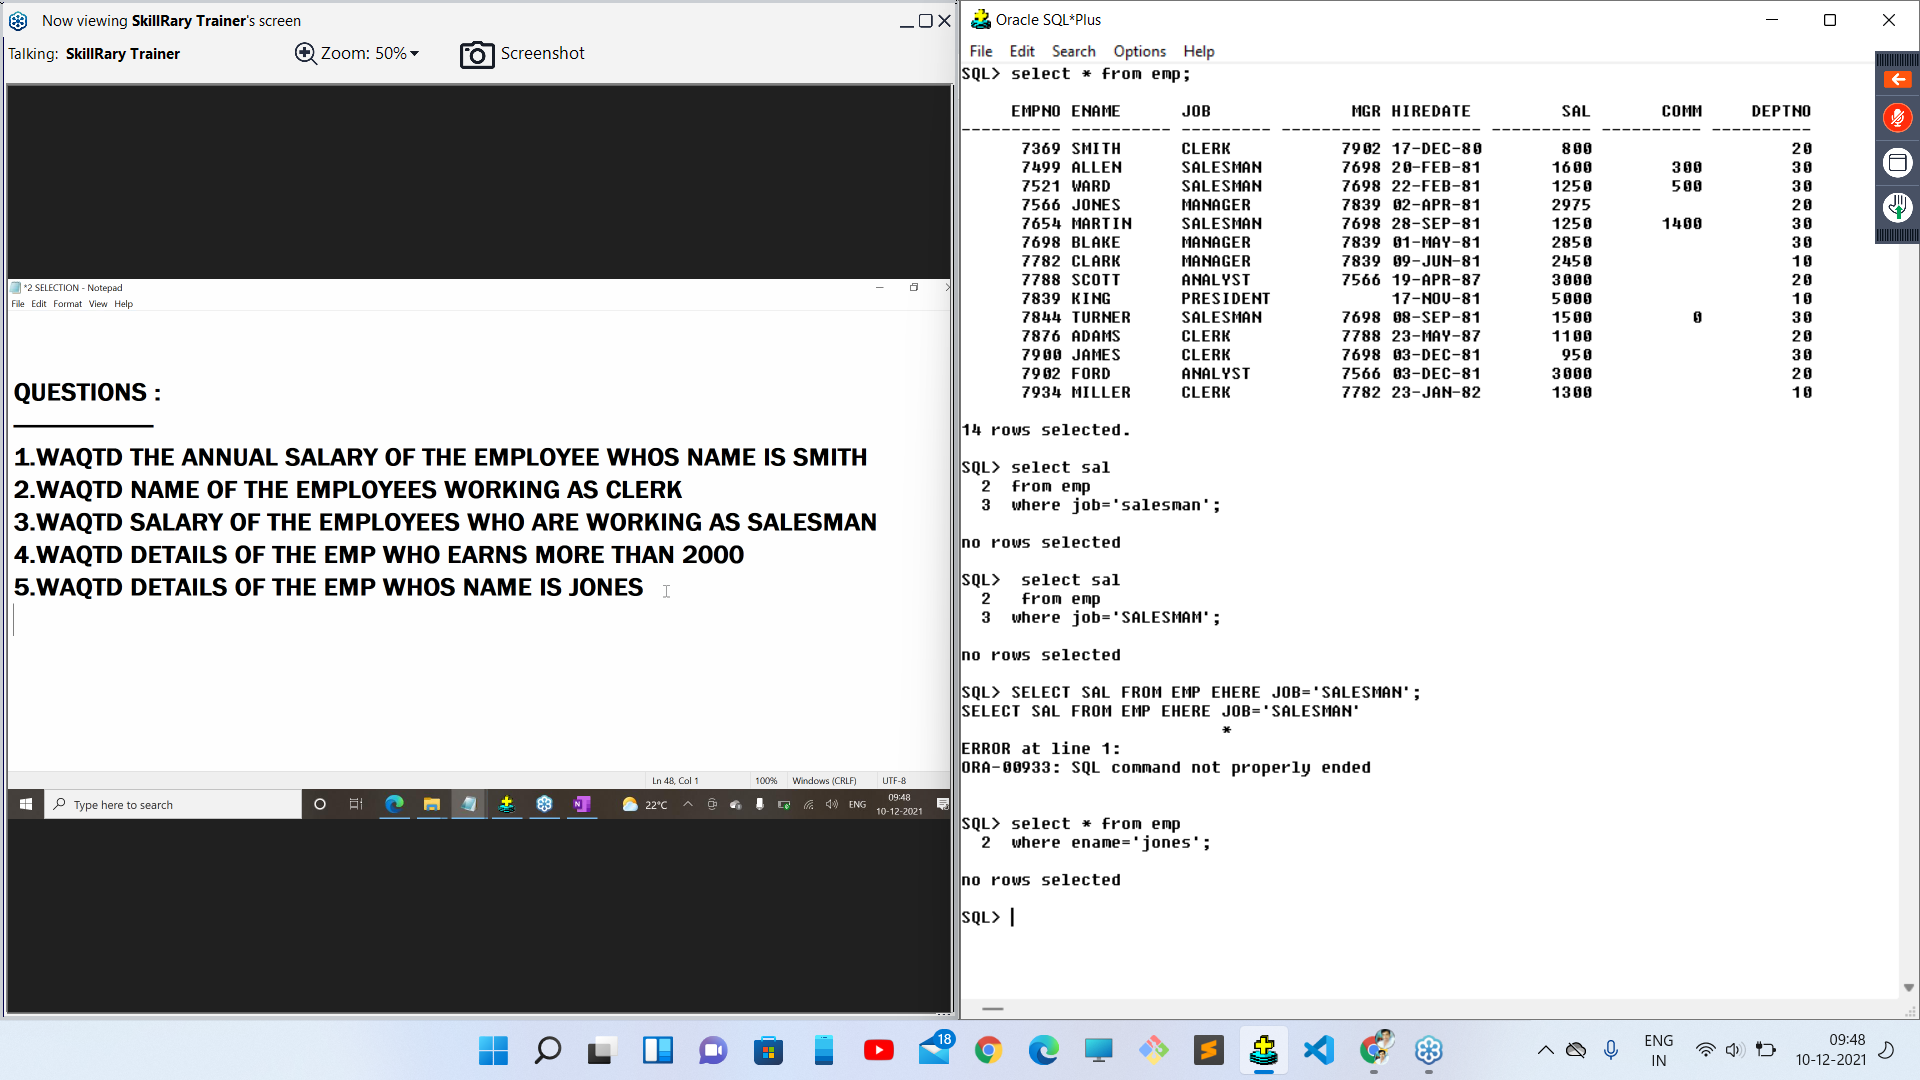 Now viewing SkillRary Trainer's screen
Talking: SkillRary Trainer
Zoom: 50%
Screenshot
*2 SELECTION - Notepad
File Edit Format View Help
QUESTIONS :
1.WAQTD THE ANNUAL SALARY OF THE EMPLOYEE WHOS NAME IS SMITH
2.WAQTD NAME OF THE EMPLOYEES WORKING AS CLERK
3.WAQTD SALARY OF THE EMPLOYEES WHO ARE WORKING AS SALESMAN
4.WAQTD DETAILS OF THE EMP WHO EARNS MORE THAN 2000
5.WAQTD DETAILS OF THE EMP WHOS NAME IS JONES
Ln 48, Col 1 100% Windows (CRLF) UTF-8
Type here to search
22°C
ENG
09:48
10-12-2021
Oracle SQL*Plus
File Edit Search Options Help
SQL> select * from emp;
EMPNO ENAME JOB MGR HIREDATE SAL COMM DEPTNO
---------- ---------- --------- ---------- --------- ---------- ---------- ----------
7369 SMITH CLERK 7902 17-DEC-80 800 20
7499 ALLEN SALESMAN 7698 20-FEB-81 1600 300 30
7521 WARD SALESMAN 7698 22-FEB-81 1250 500 30
7566 JONES MANAGER 7839 02-APR-81 2975 20
7654 MARTIN SALESMAN 7698 28-SEP-81 1250 1400 30
7698 BLAKE MANAGER 7839 01-MAY-81 2850 30
7782 CLARK MANAGER 7839 09-JUN-81 2450 10
7788 SCOTT ANALYST 7566 19-APR-87 3000 20
7839 KING PRESIDENT 17-NOV-81 5000 10
7844 TURNER SALESMAN 7698 08-SEP-81 1500 0 30
7876 ADAMS CLERK 7788 23-MAY-87 1100 20
7900 JAMES CLERK 7698 03-DEC-81 950 30
7902 FORD ANALYST 7566 03-DEC-81 3000 20
7934 MILLER CLERK 7782 23-JAN-82 1300 10
14 rows selected.
SQL> select sal
2 from emp
3 where job='salesman';
no rows selected
SQL> select sal
2 from emp
3 where job='SALESMAM';
no rows selected
SQL> SELECT SAL FROM EMP EHERE JOB='SALESMAN';
SELECT SAL FROM EMP EHERE JOB='SALESMAN'
*
ERROR at line 1:
ORA-00933: SQL command not properly ended
SQL> select * from emp
2 where ename='jones';
no rows selected
SQL>
18
ENG
IN
09:48
10-12-2021